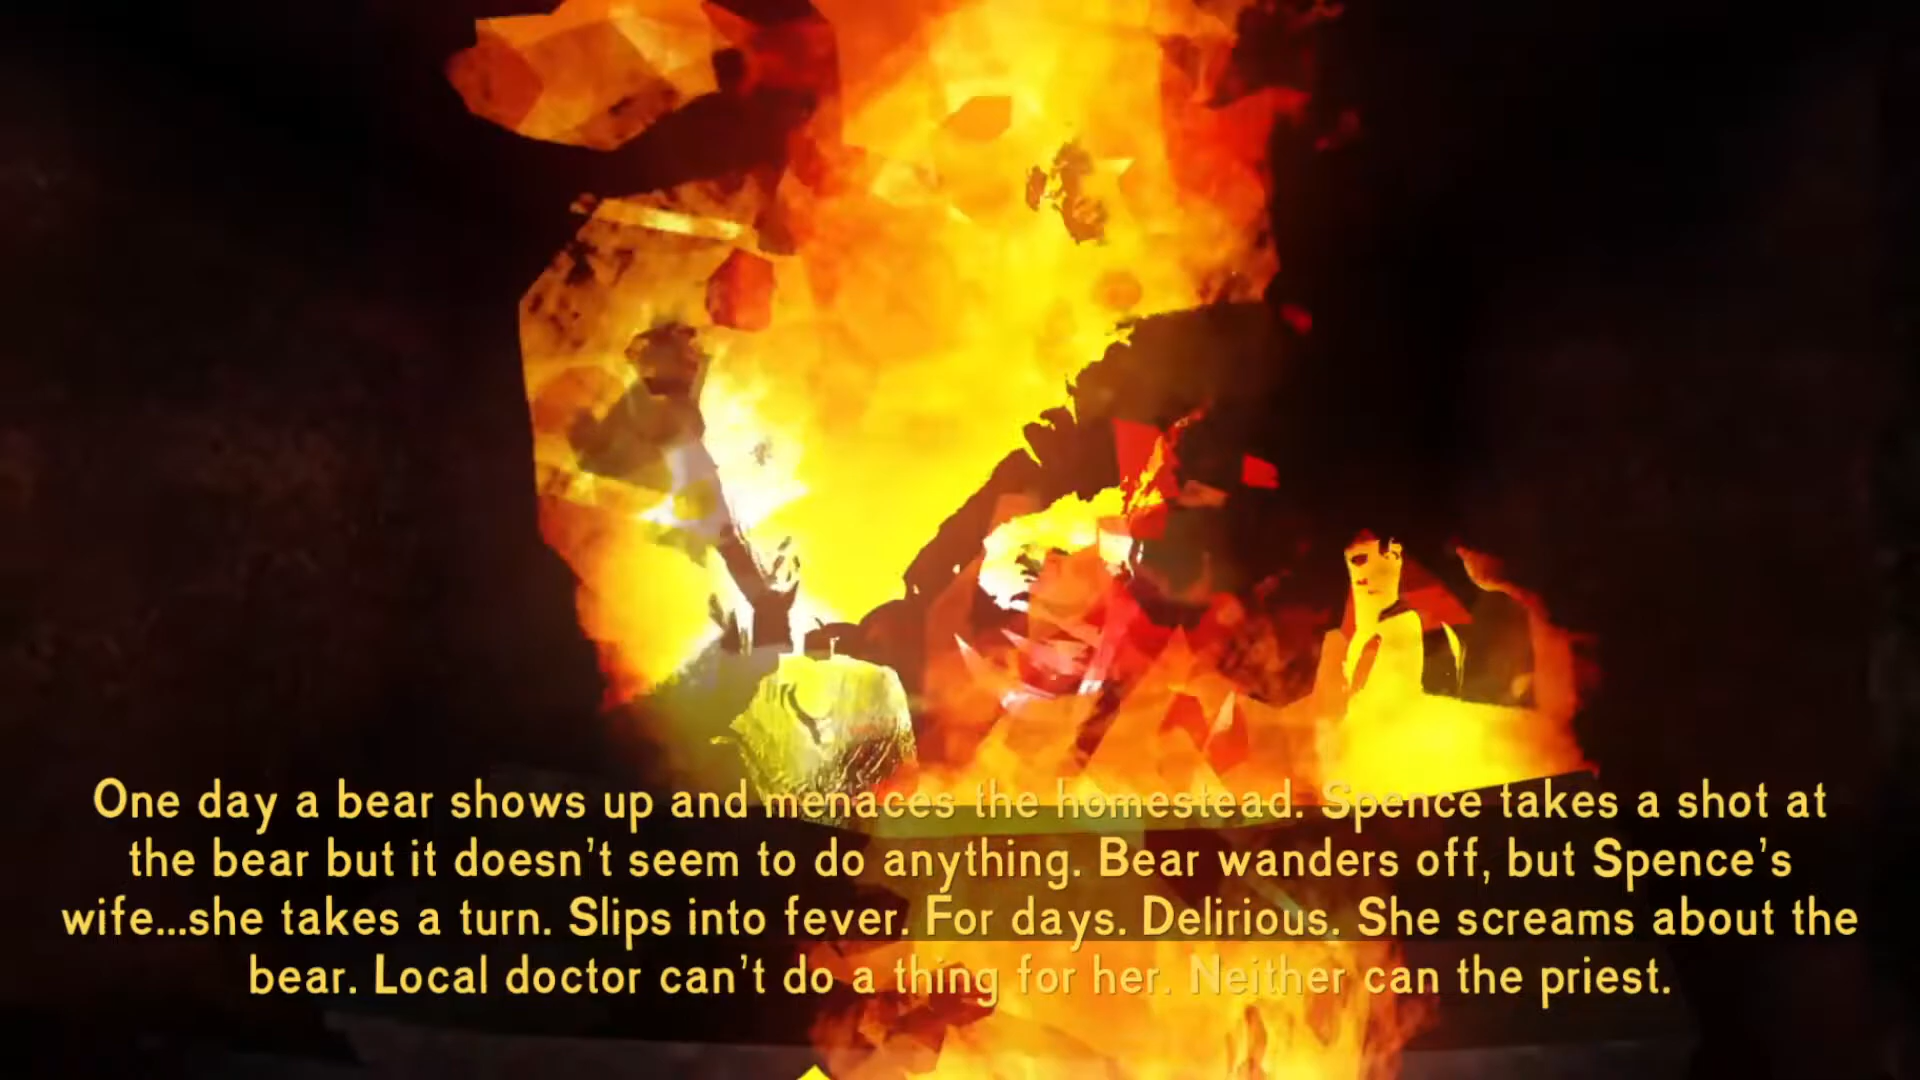 One day a bear shows up and menaces the homestead. Spence takes a shot at
the bear but it doesn't seem to do anything. Bear wanders off, but Spence's
wife...she takes a turn. Slips into fever. For days. Delirious. She screams about the
bear. Local doctor can't do a thing for her. Neither can the priest.